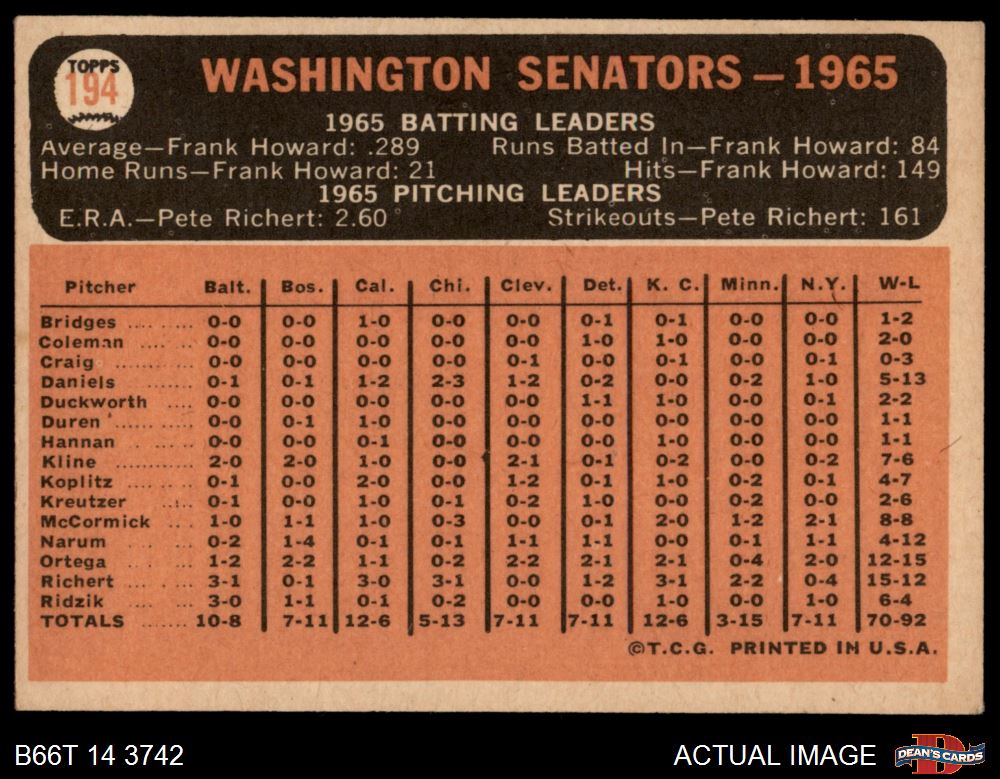 TOPPS
194
WASHINGTON SENATORS – 1965
1965 BATTING LEADERS
Average—Frank Howard: .289 Runs Batted In—Frank Howard: 84
Home Runs—Frank Howard: 21 Hits—Frank Howard: 149
1965 PITCHING LEADERS
E.R.A.—Pete Richert: 2.60 Strikeouts—Pete Richert: 161
Pitcher Balt. Bos. Cal. Chi. Clev. Det. K. C. Minn. N.Y. W-L
Bridges 0-0 0-0 1-0 0-0 0-0 0-1 0-1 0-0 0-0 1-2
Coleman 0-0 0-0 0-0 0-0 0-0 1-0 1-0 0-0 0-0 2-0
Craig 0-0 0-0 0-0 0-0 0-1 0-0 0-1 0-0 0-1 0-3
Daniels 0-1 0-1 1-2 2-3 1-2 0-2 0-0 0-2 1-0 5-13
Duckworth 0-0 0-0 0-0 0-0 0-0 1-1 1-0 0-0 0-1 2-2
Duren 0-0 0-1 1-0 0-0 0-0 0-0 0-0 0-0 0-0 1-1
Hannan 0-0 0-0 0-1 0-0 0-0 0-0 1-0 0-0 0-0 1-1
Kline 2-0 2-0 1-0 0-0 2-1 0-1 0-2 0-0 0-2 7-6
Koplitz 0-1 0-0 2-0 0-0 1-2 0-1 1-0 0-2 0-1 4-7
Kreutzer 0-1 0-0 1-0 0-1 0-2 1-0 0-0 0-2 0-0 2-6
McCormick 1-0 1-1 1-0 0-3 0-0 0-1 2-0 1-2 2-1 8-8
Narum 0-2 1-4 0-1 0-1 1-1 1-1 0-0 0-1 1-1 4-12
Ortega 1-2 2-2 1-1 0-2 2-2 2-1 2-1 0-4 2-0 12-15
Richert 3-1 0-1 3-0 3-1 0-0 1-2 3-1 2-2 0-4 15-12
Ridzik 3-0 1-1 0-1 0-2 0-0 0-0 1-0 0-0 1-0 6-4
TOTALS 10-8 7-11 12-6 5-13 7-11 7-11 12-6 3-15 7-11 70-92
©T.C.G. PRINTED IN U.S.A.
B66T 14 3742 ACTUAL IMAGE DEAN'S CARDS